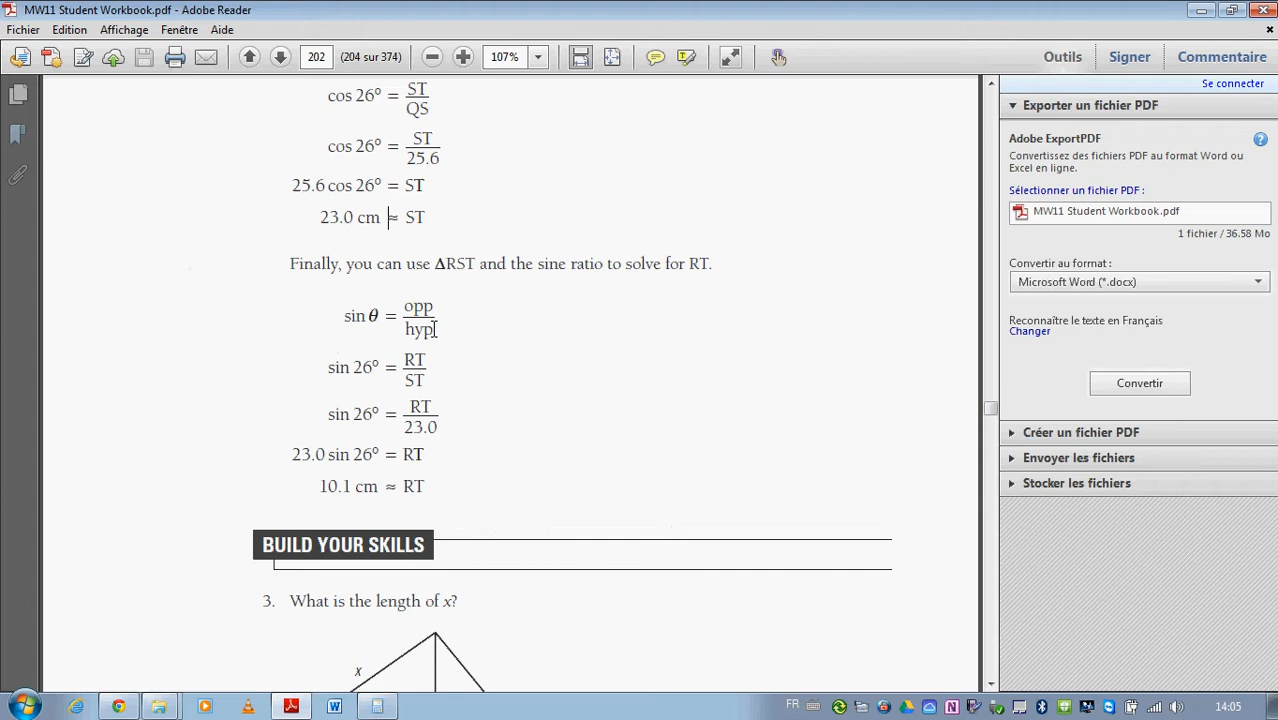 MW11 Student Workbook.pdf - Adobe Reader
Fichier Edition Affichage Fenêtre Aide
202 (204 sur 374) 107% Outils Signer Commentaire
cos 26° = ST/QS
cos 26° = ST/25.6
25.6 cos 26° = ST
23.0 cm ≈ ST
Finally, you can use ΔRST and the sine ratio to solve for RT.
sin θ = opp/hyp
sin 26° = RT/ST
sin 26° = RT/23.0
23.0 sin 26° = RT
10.1 cm ≈ RT
BUILD YOUR SKILLS
3. What is the length of x?
x
Se connecter
Exporter un fichier PDF
Adobe ExportPDF
Convertissez des fichiers PDF au format Word ou
Excel en ligne.
Sélectionner un fichier PDF :
MW11 Student Workbook.pdf
1 fichier / 36.58 Mo
Convertir au format :
Microsoft Word (*.docx)
Reconnaître le texte en Français
Changer
Convertir
Créer un fichier PDF
Envoyer les fichiers
Stocker les fichiers
FR 14:05